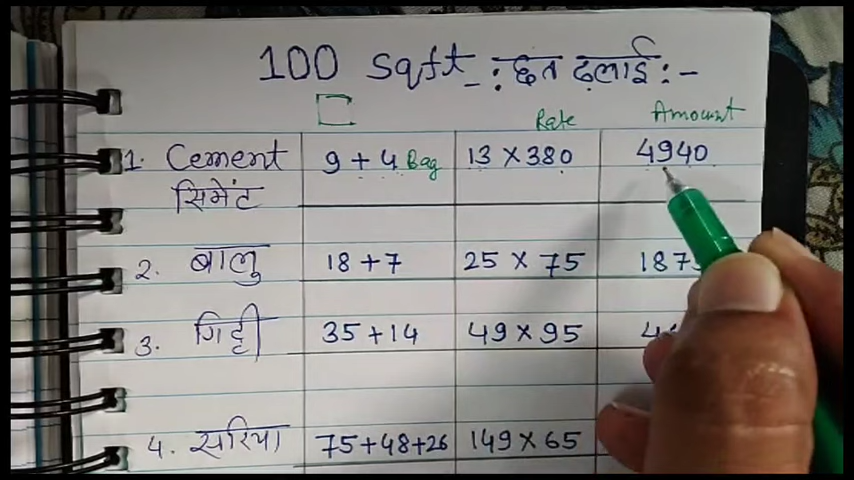 100 Sqft : छत ढलाई :-
Rate Amount
1. Cement 9 + 4 Bag 13 X 380 4940
सिमेंट
2. बालु 18 + 7 25 X 75
3. गिट्टी 35 + 14 49 X 95
4. सरिया 75 + 48 + 26 149 X 65